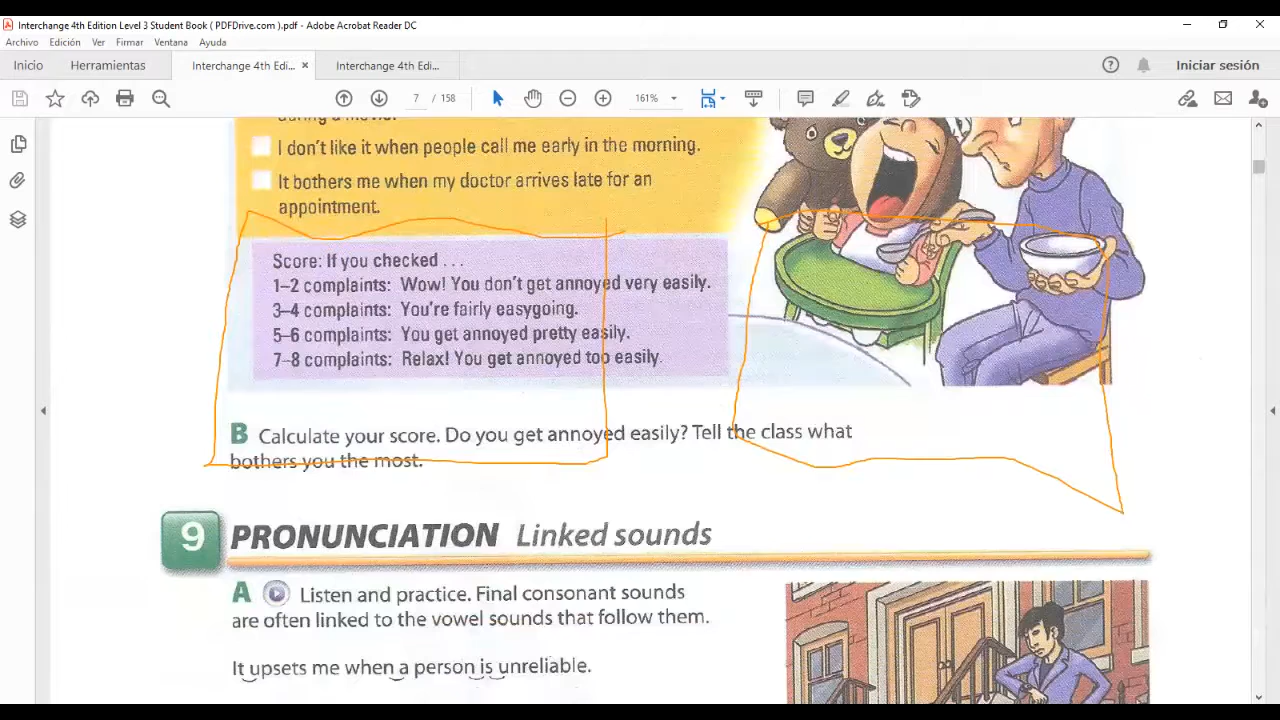 Interchange 4th Edition Level 3 Student Book ( PDFDrive.com ).pdf - Adobe Acrobat Reader DC
Archivo Edición Ver Firmar Ventana Ayuda
Inicio Herramientas Interchange 4th Edi... × Interchange 4th Edi... Iniciar sesión
7 / 158 161%
during a movie.
I don't like it when people call me early in the morning.
It bothers me when my doctor arrives late for an
appointment.
Score: If you checked . . .
1–2 complaints: Wow! You don't get annoyed very easily.
3–4 complaints: You're fairly easygoing.
5–6 complaints: You get annoyed pretty easily.
7–8 complaints: Relax! You get annoyed too easily.
B Calculate your score. Do you get annoyed easily? Tell the class what
bothers you the most.
9 PRONUNCIATION Linked sounds
A Listen and practice. Final consonant sounds
are often linked to the vowel sounds that follow them.
It upsets me when a person is unreliable.